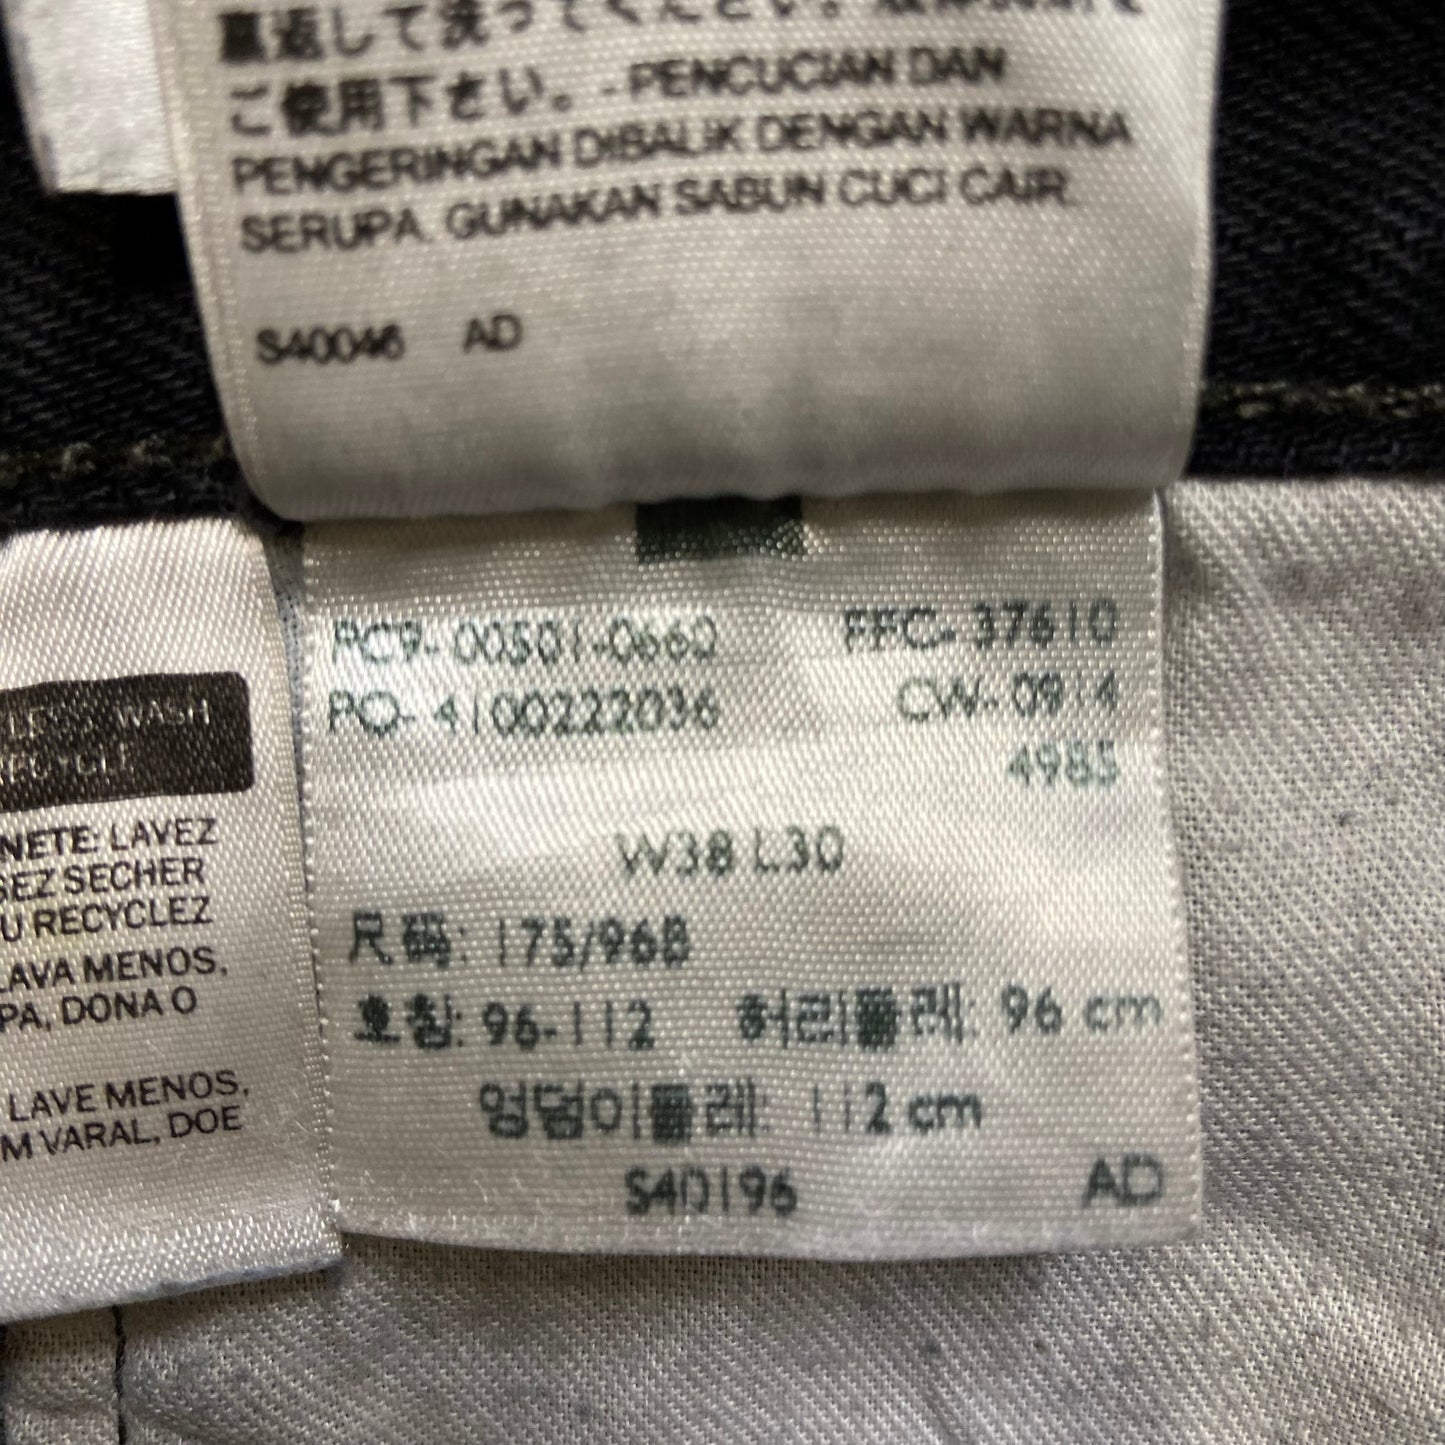 裏返して洗ってください。
ご使用下さい。- PENCUCIAN DAN
PENGERINGAN DIBALIK DENGAN WARNA
SERUPA. GUNAKAN SABUN CUCI CAIR.
S40046 AD
PC9-00501-0660 FFC-37610
PO-4100222036 CW-0914
4985
W38 L30
尺码: 175/96B
호칭: 96-112 허리둘레: 96 cm
엉덩이둘레: 112 cm
S40196 AD
LESS WASH
RECYCLE
NETE: LAVEZ
SEZ SECHER
U RECYCLEZ
LAVA MENOS,
PA, DONA O
LAVE MENOS,
M VARAL, DOE